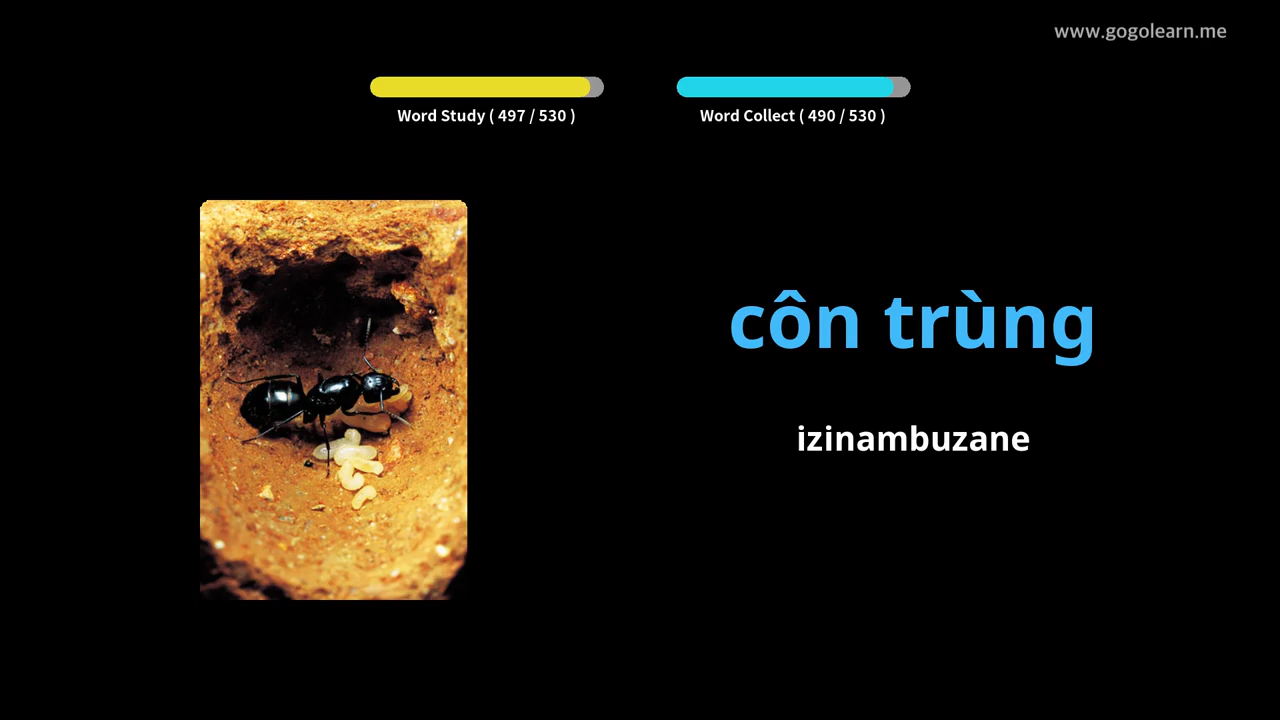 www.gogolearn.me
Word Study ( 497 / 530 )
Word Collect ( 490 / 530 )
côn trùng
izinambuzane